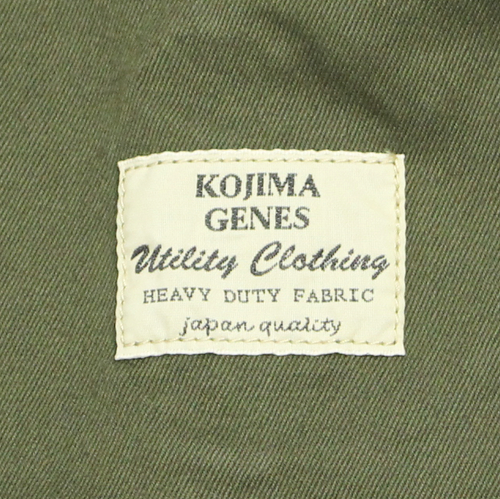 KOJIMA
GENES
Utility Clothing
HEAVY DUTY FABRIC
japan quality